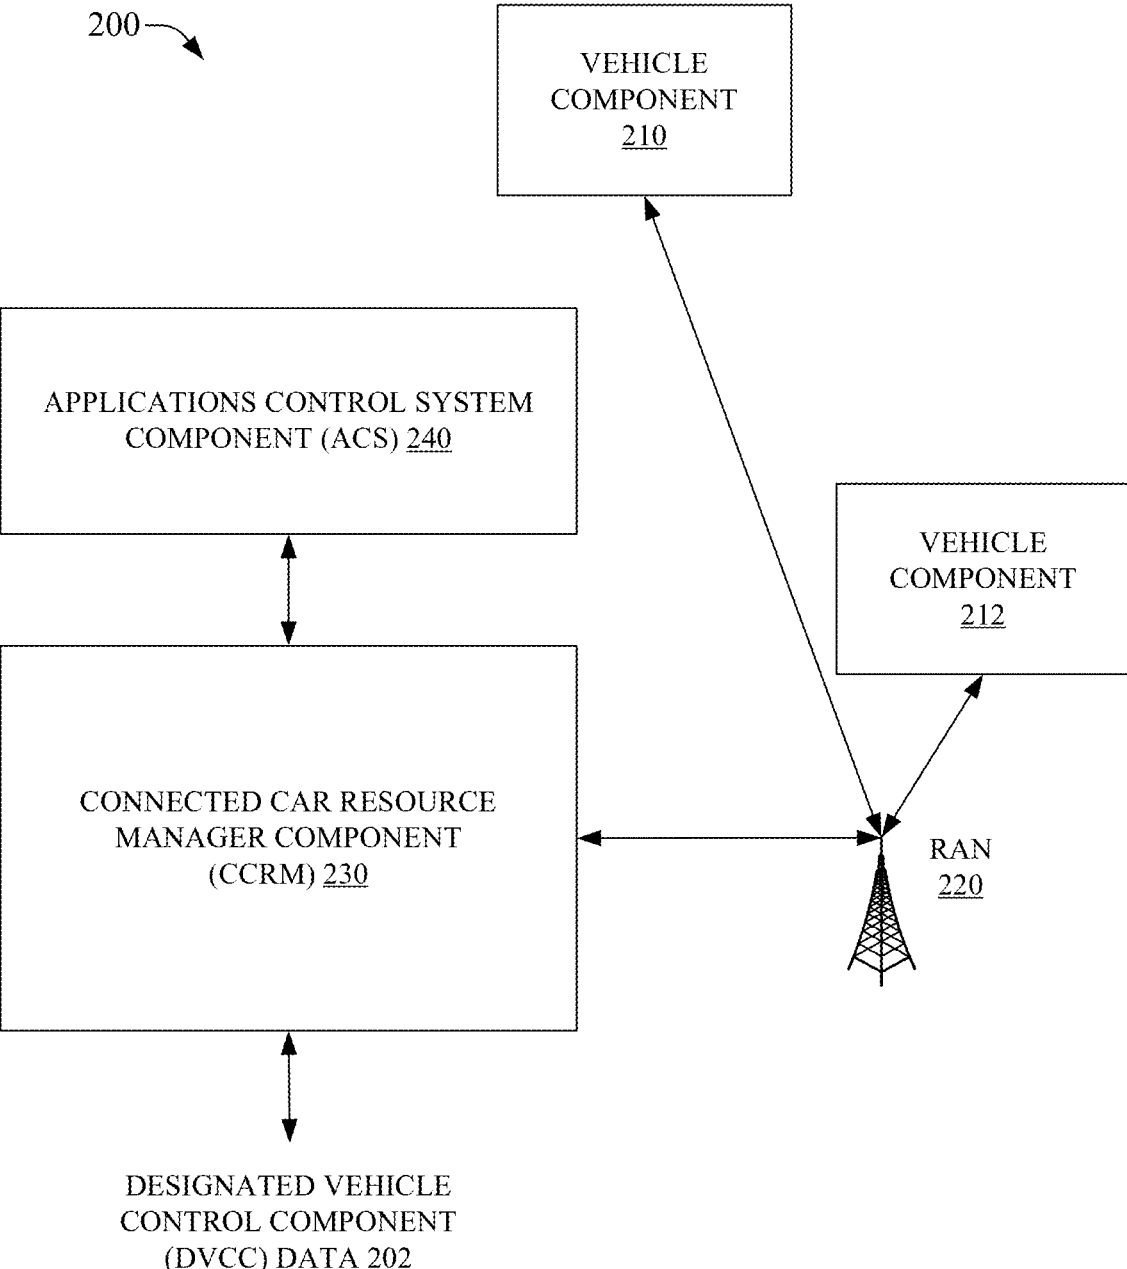 200
VEHICLE
COMPONENT
210
APPLICATIONS CONTROL SYSTEM
COMPONENT (ACS) 240
VEHICLE
COMPONENT
212
CONNECTED CAR RESOURCE
MANAGER COMPONENT
(CCRM) 230
RAN
220
DESIGNATED VEHICLE
CONTROL COMPONENT
(DVCC) DATA 202